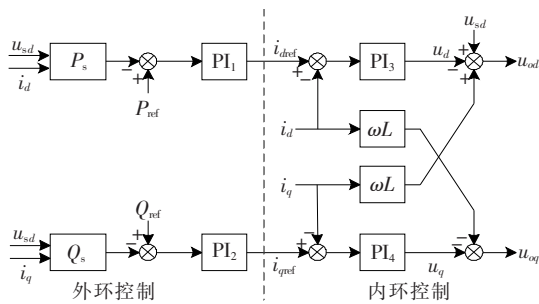 u_sd
u_sd P_s − + PI_1 i_dref + − PI_3 u_d + − + u_od
i_d
P_ref
i_d ωL
i_q ωL
Q_ref
u_sd Q_s − + PI_2 i_qref + − PI_4 − − u_oq
i_q u_q
外环控制 内环控制